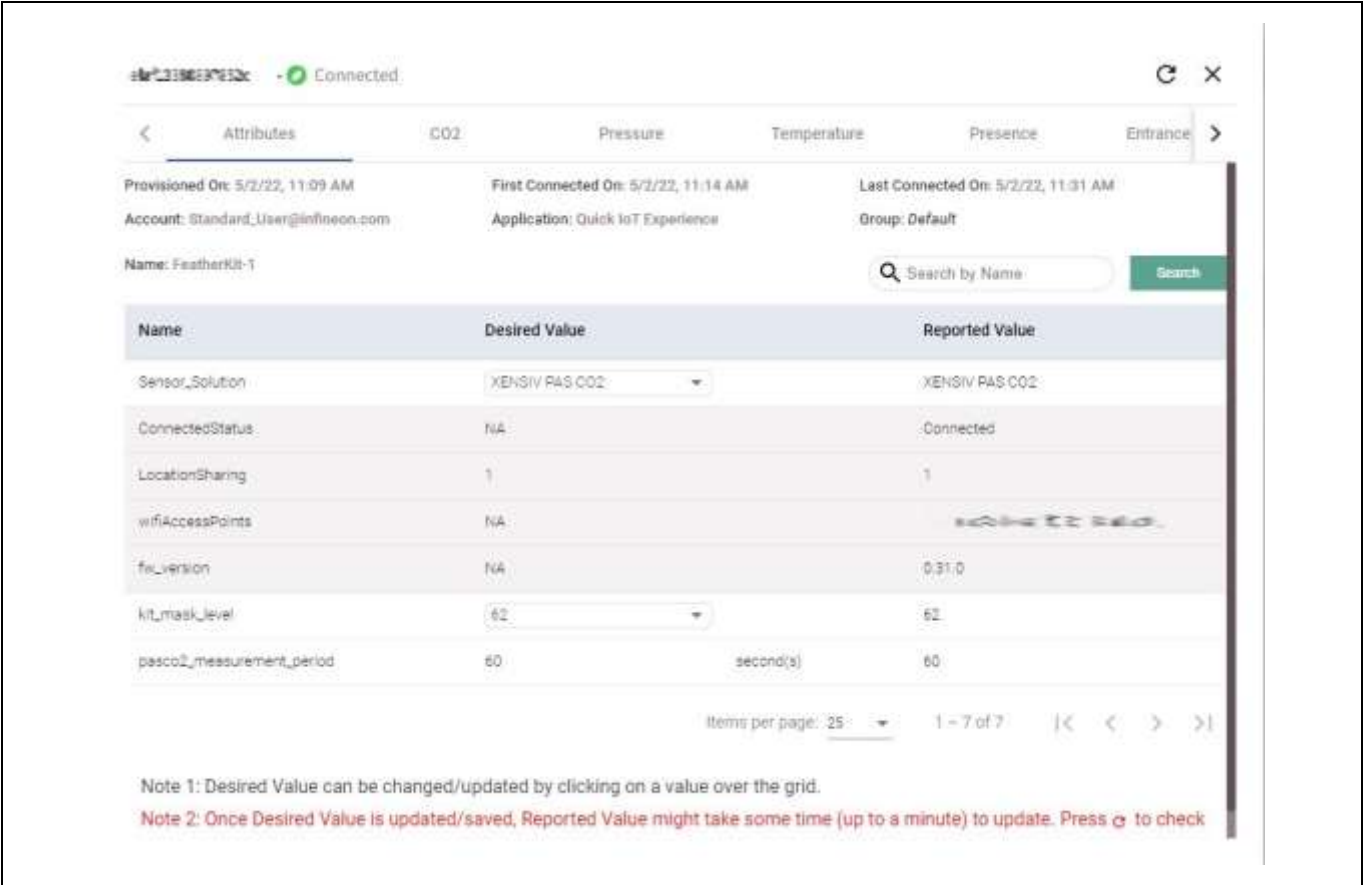 Connected
Attributes CO2 Pressure Temperature Presence Entrance
Provisioned On: 5/2/22, 11:09 AM First Connected On: 5/2/22, 11:14 AM Last Connected On: 5/2/22, 11:31 AM
Account: Standard_User@infineon.com Application: Quick IoT Experience Group: Default
Name: FeatherKit-1 Search by Name Search
Name Desired Value Reported Value
Sensor_Solution XENSIV PAS CO2 XENSIV PAS CO2
ConnectedStatus NA Connected
LocationSharing 1 1
wifiAccessPoints NA
fw_version NA 0.31.0
kit_mask_level 62 62
pasco2_measurement_period 60 second(s) 60
Items per page: 25 1 – 7 of 7
Note 1: Desired Value can be changed/updated by clicking on a value over the grid.
Note 2: Once Desired Value is updated/saved, Reported Value might take some time (up to a minute) to update. Press to check